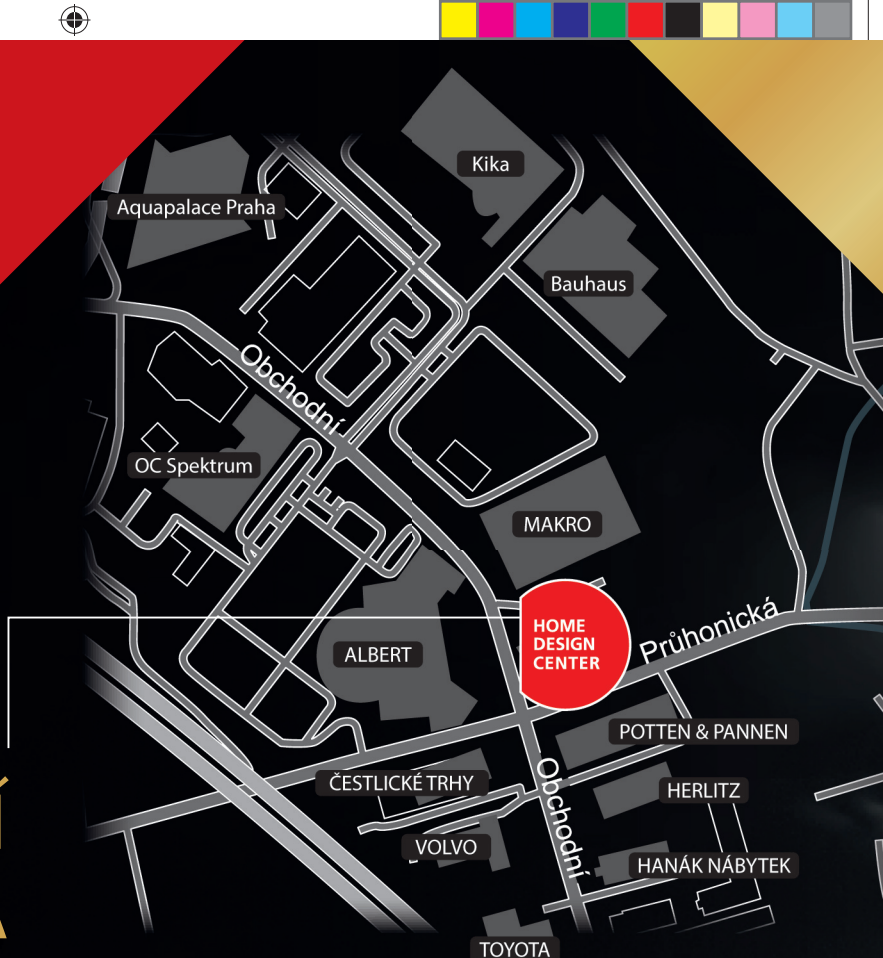 Kika
Aquapalace Praha
Bauhaus
Obchodní
OC Spektrum
MAKRO
HOME
DESIGN
CENTER
Průhonická
ALBERT
POTTEN & PANNEN
ČESTLICKÉ TRHY
Obchodní
HERLITZ
VOLVO
HANÁK NÁBYTEK
TOYOTA